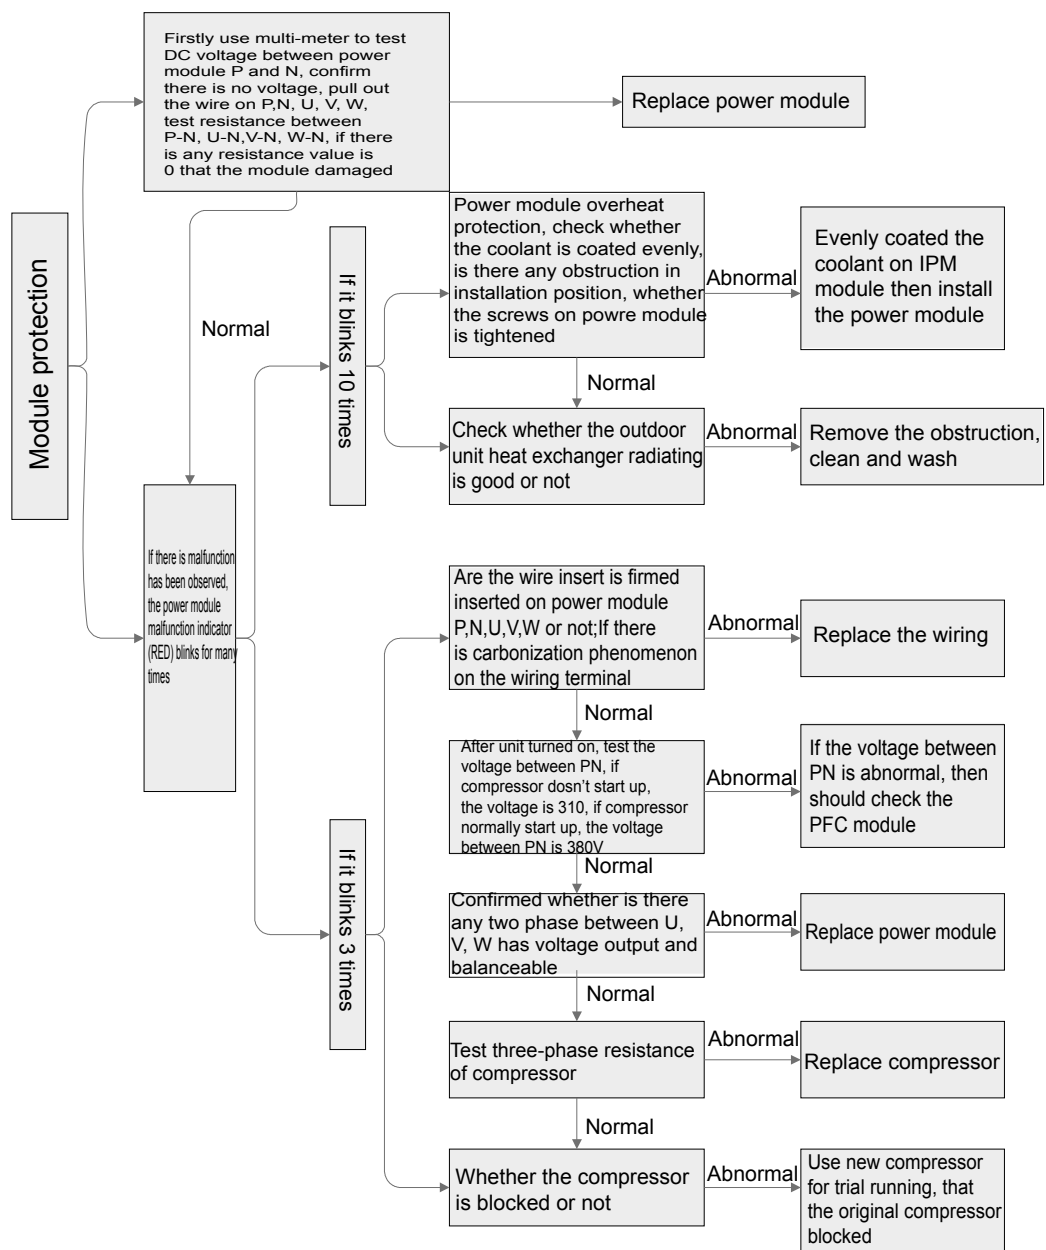 Module protection
Firstly use multi-meter to test
DC voltage between power
module P and N, confirm
there is no voltage, pull out
the wire on P,N, U, V, W,
test resistance between
P-N, U-N,V-N, W-N, if there
is any resistance value is
0 that the module damaged
Replace power module
Normal
If there is malfunction
has been observed,
the power module
malfunction indicator
(RED) blinks for many
times
If it blinks 10 times
Power module overheat
protection, check whether
the coolant is coated evenly,
is there any obstruction in
installation position, whether
the screws on powre module
is tightened
Abnormal
Evenly coated the
coolant on IPM
module then install
the power module
Normal
Check whether the outdoor
unit heat exchanger radiating
is good or not
Abnormal
Remove the obstruction,
clean and wash
If it blinks 3 times
Are the wire insert is firmed
inserted on power module
P,N,U,V,W or not;If there
is carbonization phenomenon
on the wiring terminal
Abnormal
Replace the wiring
Normal
After unit turned on, test the
voltage between PN, if
compressor dosn't start up,
the voltage is 310, if compressor
normally start up, the voltage
between PN is 380V
Abnormal
If the voltage between
PN is abnormal, then
should check the
PFC module
Normal
Confirmed whether is there
any two phase between U,
V, W has voltage output and
balanceable
Abnormal
Replace power module
Normal
Test three-phase resistance
of compressor
Abnormal
Replace compressor
Normal
Whether the compressor
is blocked or not
Abnormal
Use new compressor
for trial running, that
the original compressor
blocked